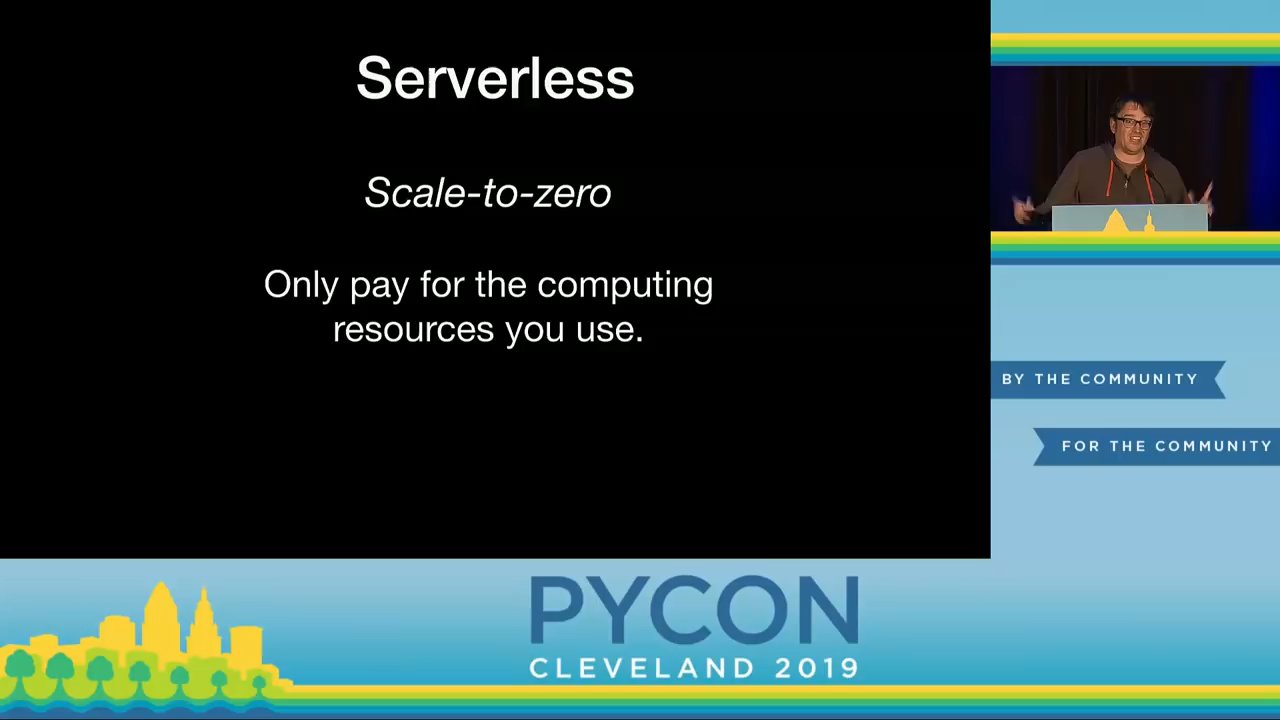 Serverless
Scale-to-zero
Only pay for the computing
resources you use.
BY THE COMMUNITY
FOR THE COMMUNITY
PYCON
CLEVELAND 2019